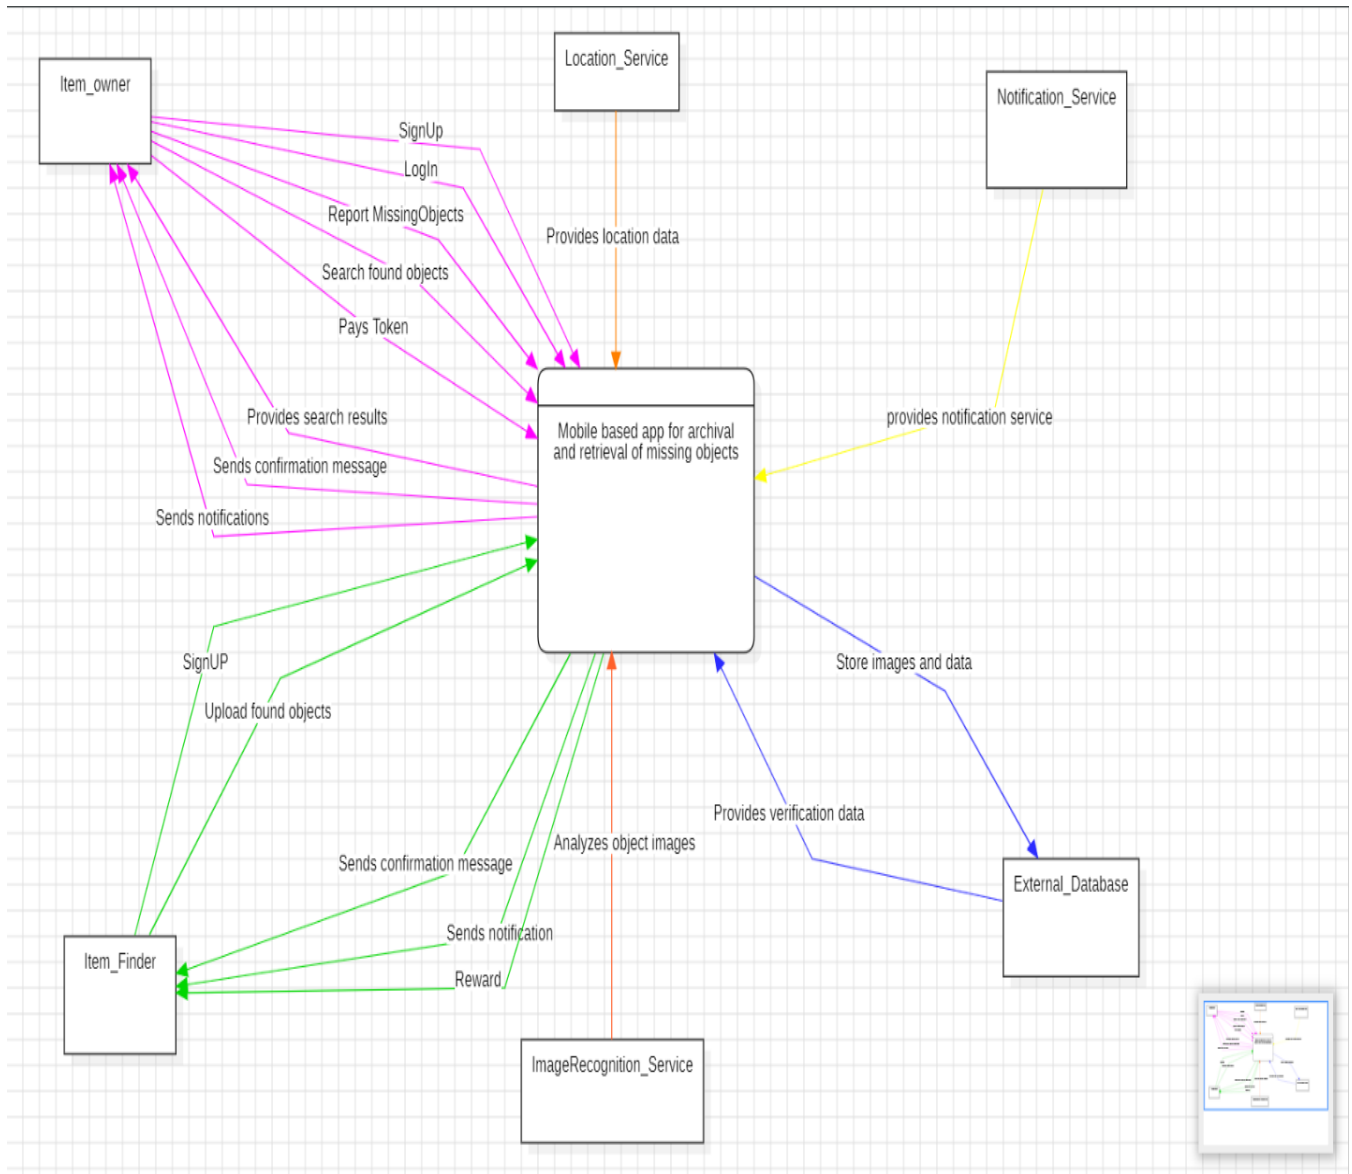 Location_Service
Item_owner
Notification_Service
SignUp
LogIn
Report MissingObjects
Provides location data
Search found objects
Pays Token
Provides search results
provides notification service
Mobile based app for archival
and retrieval of missing objects
Sends confirmation message
Sends notifications
SignUP
Store images and data
Upload found objects
Provides verification data
Analyzes object images
Sends confirmation message
External_Database
Sends notification
Item_Finder
Reward
ImageRecognition_Service